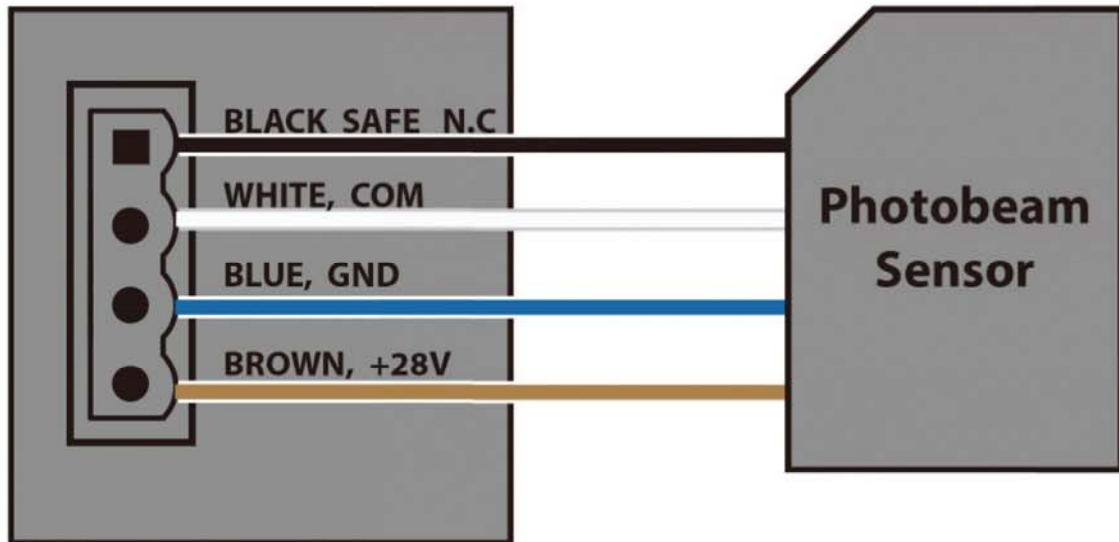 BLACK SAFE N.C
WHITE, COM
BLUE, GND
BROWN, +28V
Photobeam
Sensor